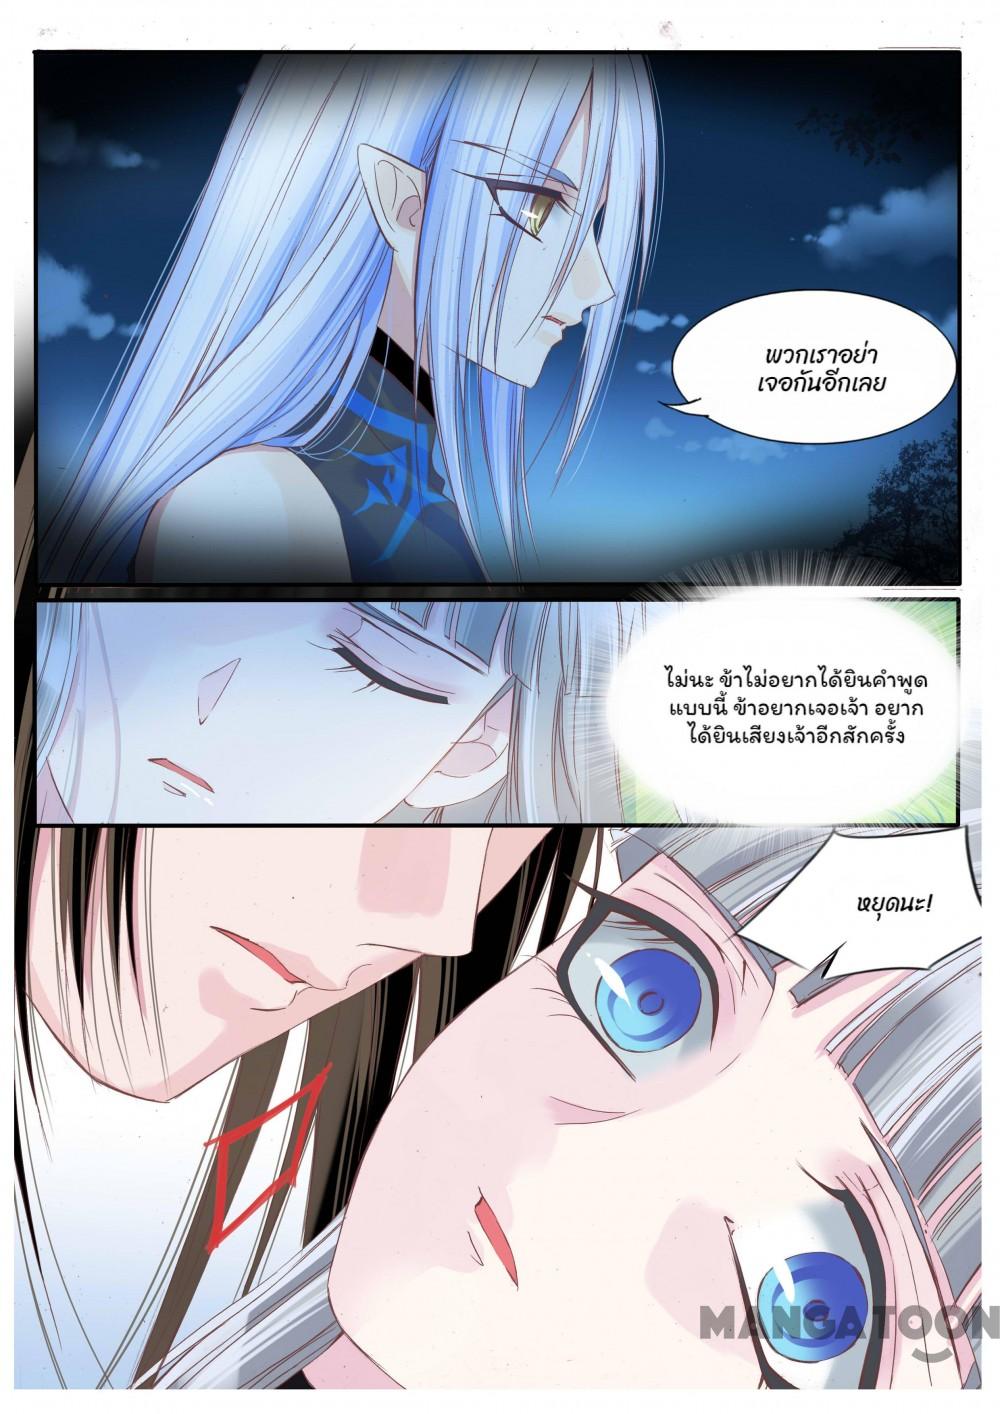 พวกเราอย่า
เจอกันอีกเลย
ไม่นะ ข้าไม่อยากได้ยินคำพูด
แบบนี้ ข้าอยากเจอเจ้า อยาก
ได้ยินเสียงเจ้าอีกสักครั้ง
หยุดนะ!
MANGATOON